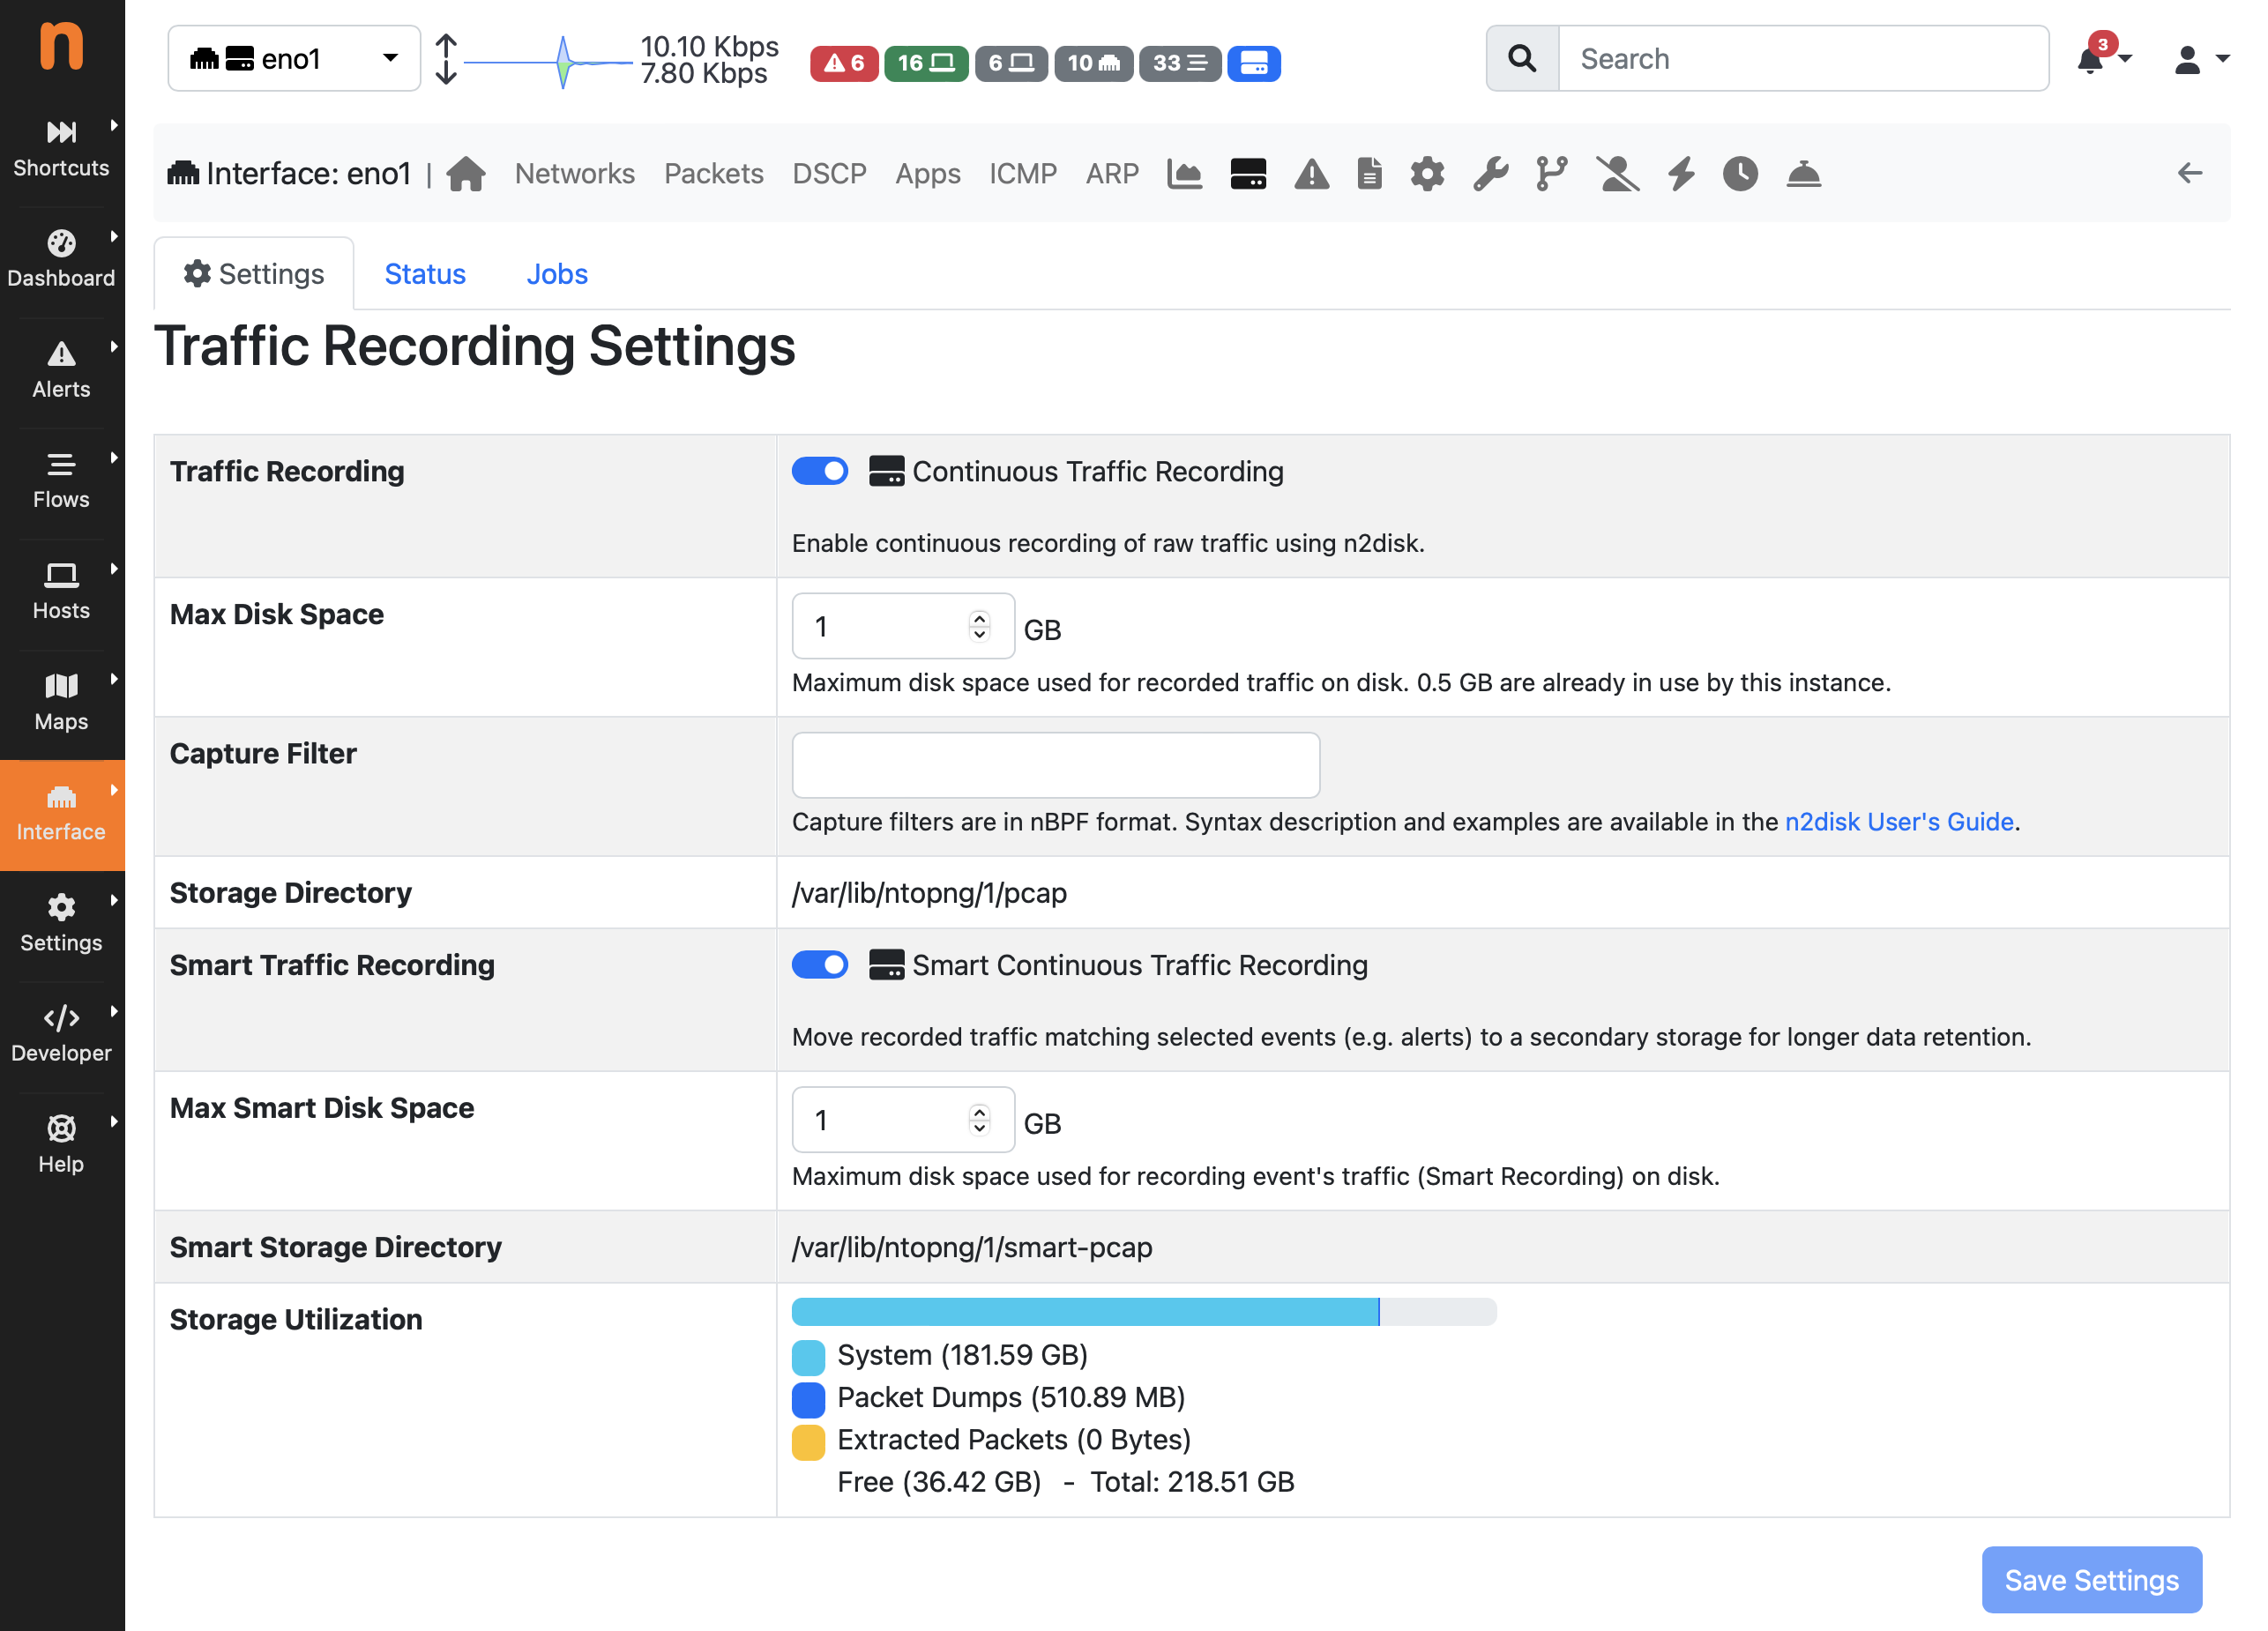 n
eno1
10.10 Kbps
7.80 Kbps
6
16
6
10
33
Search
3
Shortcuts
Dashboard
Alerts
Flows
Hosts
Maps
Interface
Settings
Developer
Help
Interface: eno1 | Networks Packets DSCP Apps ICMP ARP
Settings Status Jobs
Traffic Recording Settings
Traffic Recording
Continuous Traffic Recording
Enable continuous recording of raw traffic using n2disk.
Max Disk Space
1 GB
Maximum disk space used for recorded traffic on disk. 0.5 GB are already in use by this instance.
Capture Filter
Capture filters are in nBPF format. Syntax description and examples are available in the n2disk User's Guide.
Storage Directory
/var/lib/ntopng/1/pcap
Smart Traffic Recording
Smart Continuous Traffic Recording
Move recorded traffic matching selected events (e.g. alerts) to a secondary storage for longer data retention.
Max Smart Disk Space
1 GB
Maximum disk space used for recording event's traffic (Smart Recording) on disk.
Smart Storage Directory
/var/lib/ntopng/1/smart-pcap
Storage Utilization
System (181.59 GB)
Packet Dumps (510.89 MB)
Extracted Packets (0 Bytes)
Free (36.42 GB) - Total: 218.51 GB
Save Settings